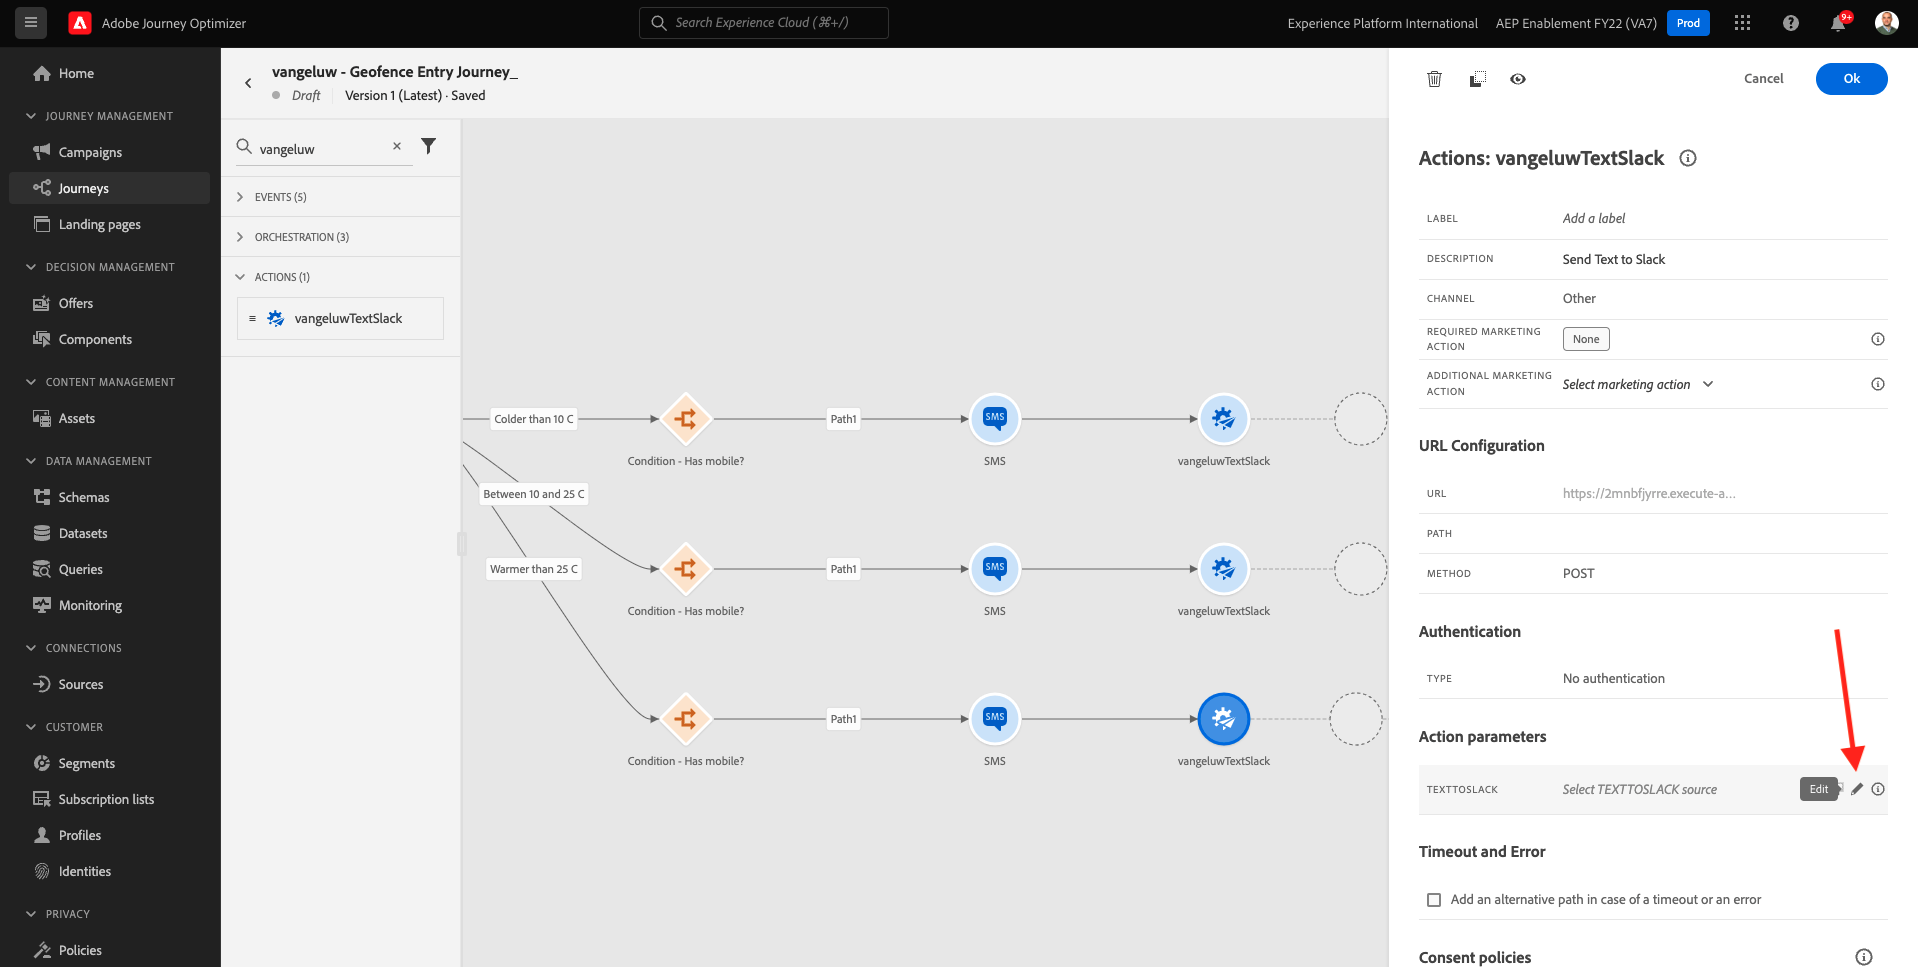 Adobe Journey Optimizer
Search Experience Cloud (⌘+/)
Experience Platform International
AEP Enablement FY22 (VA7)
Prod
9+
Home
JOURNEY MANAGEMENT
Campaigns
Journeys
Landing pages
DECISION MANAGEMENT
Offers
Components
CONTENT MANAGEMENT
Assets
DATA MANAGEMENT
Schemas
Datasets
Queries
Monitoring
CONNECTIONS
Sources
CUSTOMER
Segments
Subscription lists
Profiles
Identities
PRIVACY
Policies
vangeluw - Geofence Entry Journey_
Draft
Version 1 (Latest) · Saved
vangeluw
EVENTS (5)
ORCHESTRATION (3)
ACTIONS (1)
vangeluwTextSlack
Colder than 10 C
Condition - Has mobile?
Path1
SMS
SMS
vangeluwTextSlack
Between 10 and 25 C
Warmer than 25 C
Condition - Has mobile?
Path1
SMS
SMS
vangeluwTextSlack
Condition - Has mobile?
Path1
SMS
SMS
vangeluwTextSlack
Cancel
Ok
Actions: vangeluwTextSlack
LABEL
Add a label
DESCRIPTION
Send Text to Slack
CHANNEL
Other
REQUIRED MARKETING
ACTION
None
ADDITIONAL MARKETING
ACTION
Select marketing action
URL Configuration
URL
https://2mnbfjyrre.execute-a...
PATH
METHOD
POST
Authentication
TYPE
No authentication
Action parameters
TEXTTOSLACK
Select TEXTTOSLACK source
Edit
Timeout and Error
Add an alternative path in case of a timeout or an error
Consent policies